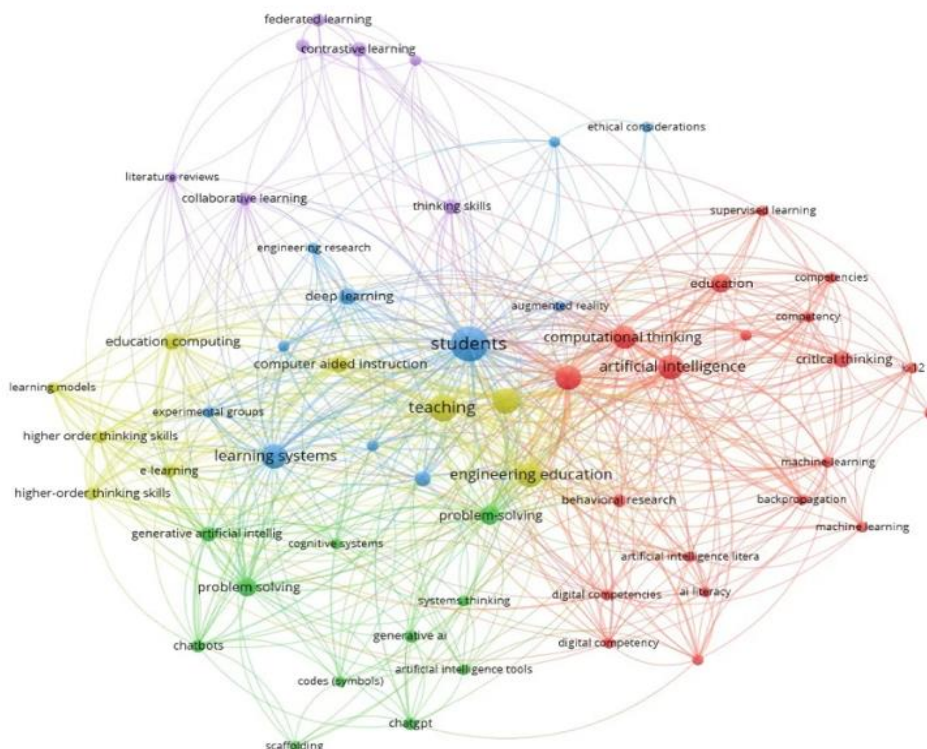 federated learning
contrastive learning
ethical considerations
literature reviews
collaborative learning
thinking skills
supervised learning
engineering research
competencies
education
deep learning
augmented reality
competency
students
computational thinking
education computing
computer aided instruction
artificial intelligence
critical thinking
learning models
teaching
experimental groups
higher order thinking skills
learning systems
machine-learning
e-learning
engineering education
higher-order thinking skills
behavioral research
backpropagation
problem-solving
machine learning
generative artificial intellig
cognitive systems
artificial intelligence litera
problem solving
systems thinking
digital competencies
ai literacy
generative ai
digital competency
chatbots
artificial intelligence tools
codes (symbols)
chatgpt
scaffolding